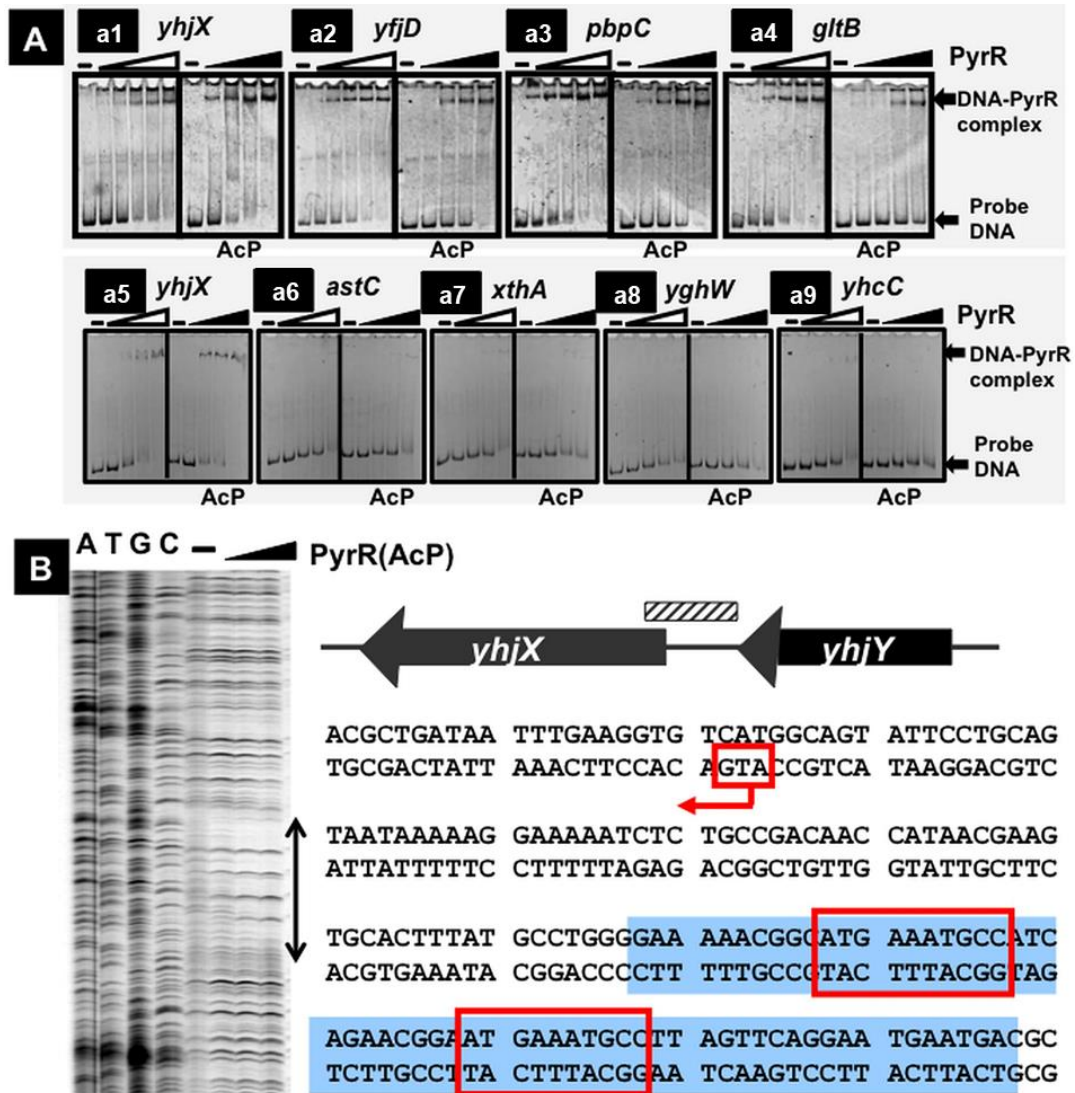 A
a1 yhjX a2 yfjD a3 pbpC a4 gltB
− − − − − − − − PyrR
DNA-PyrR
complex
Probe
DNA
AcP AcP AcP AcP
a5 yhjX a6 astC a7 xthA a8 yghW a9 yhcC
− − − − − − − − − − PyrR
DNA-PyrR
complex
Probe
DNA
AcP AcP AcP AcP AcP
B
A T G C − PyrR(AcP)
yhjX yhjY
ACGCTGATAA TTTGAAGGTG TCATGGCAGT ATTCCTGCAG
TGCGACTATT AAACTTCCAC AGTACCGTCA TAAGGACGTC
TAATAAAAAG GAAAAATCTC TGCCGACAAC CATAACGAAG
ATTATTTTTC CTTTTTAGAG ACGGCTGTTG GTATTGCTTC
TGCACTTTAT GCCTGGGGAA AAACGGCATG AAATGCCATC
ACGTGAAATA CGGACCCCTT TTTGCCGTAC TTTACGGTAG
AGAACGGAAT GAAATGCCTT AGTTCAGGAA TGAATGACGC
TCTTGCCTTA CTTTACGGAA TCAAGTCCTT ACTTACTGCG